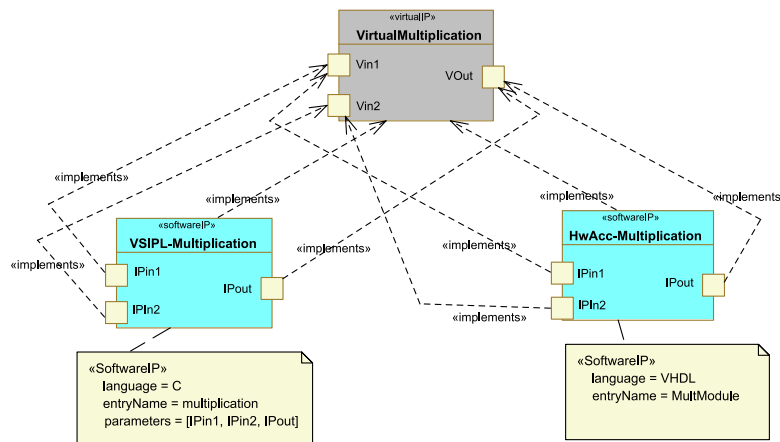 «virtualIP»
VirtualMultiplication
Vin1
VOut
Vin2
«implements»
«implements»
«implements»
«implements»
«softwareIP»
VSIPL-Multiplication
«softwareIP»
HwAcc-Multiplication
«implements»
«implements»
«implements»
IPin1
IPout
IPIn2
IPin1
IPout
IPIn2
«implements»
«SoftwareIP»
language = C
entryName = multiplication
parameters = [IPin1, IPin2, IPout]
«SoftwareIP»
language = VHDL
entryName = MultModule